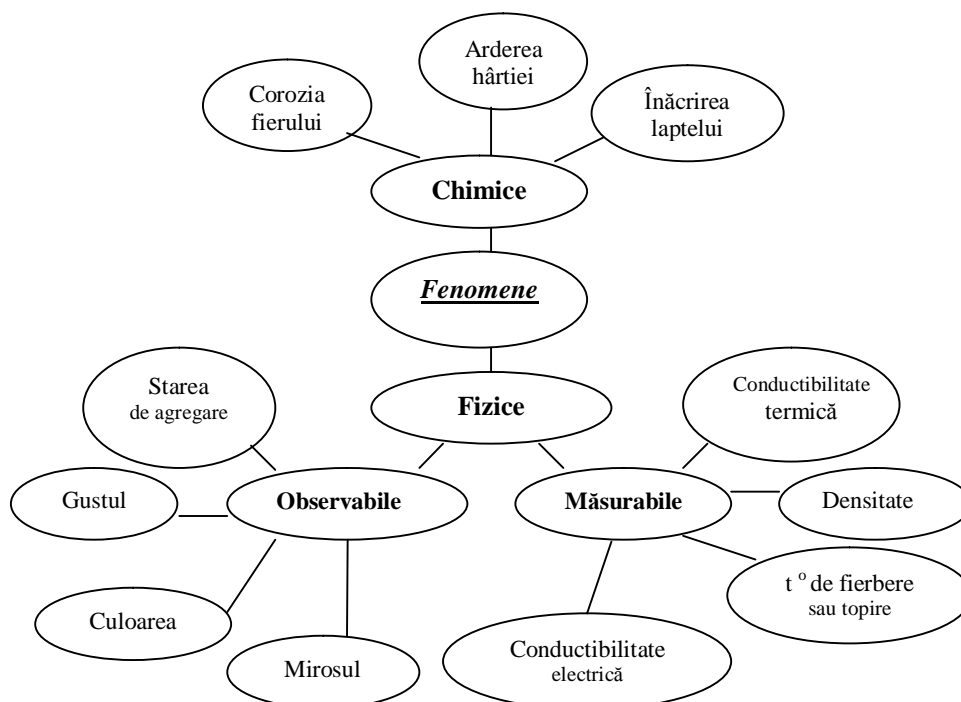 Arderea
hârtiei
Corozia
fierului
Înăcrirea
laptelui
Chimice
Fenomene
Fizice
Starea
de agregare
Conductibilitate
termică
Gustul
Observabile
Măsurabile
Densitate
Culoarea
Mirosul
Conductibilitate
electrică
t º de fierbere
sau topire